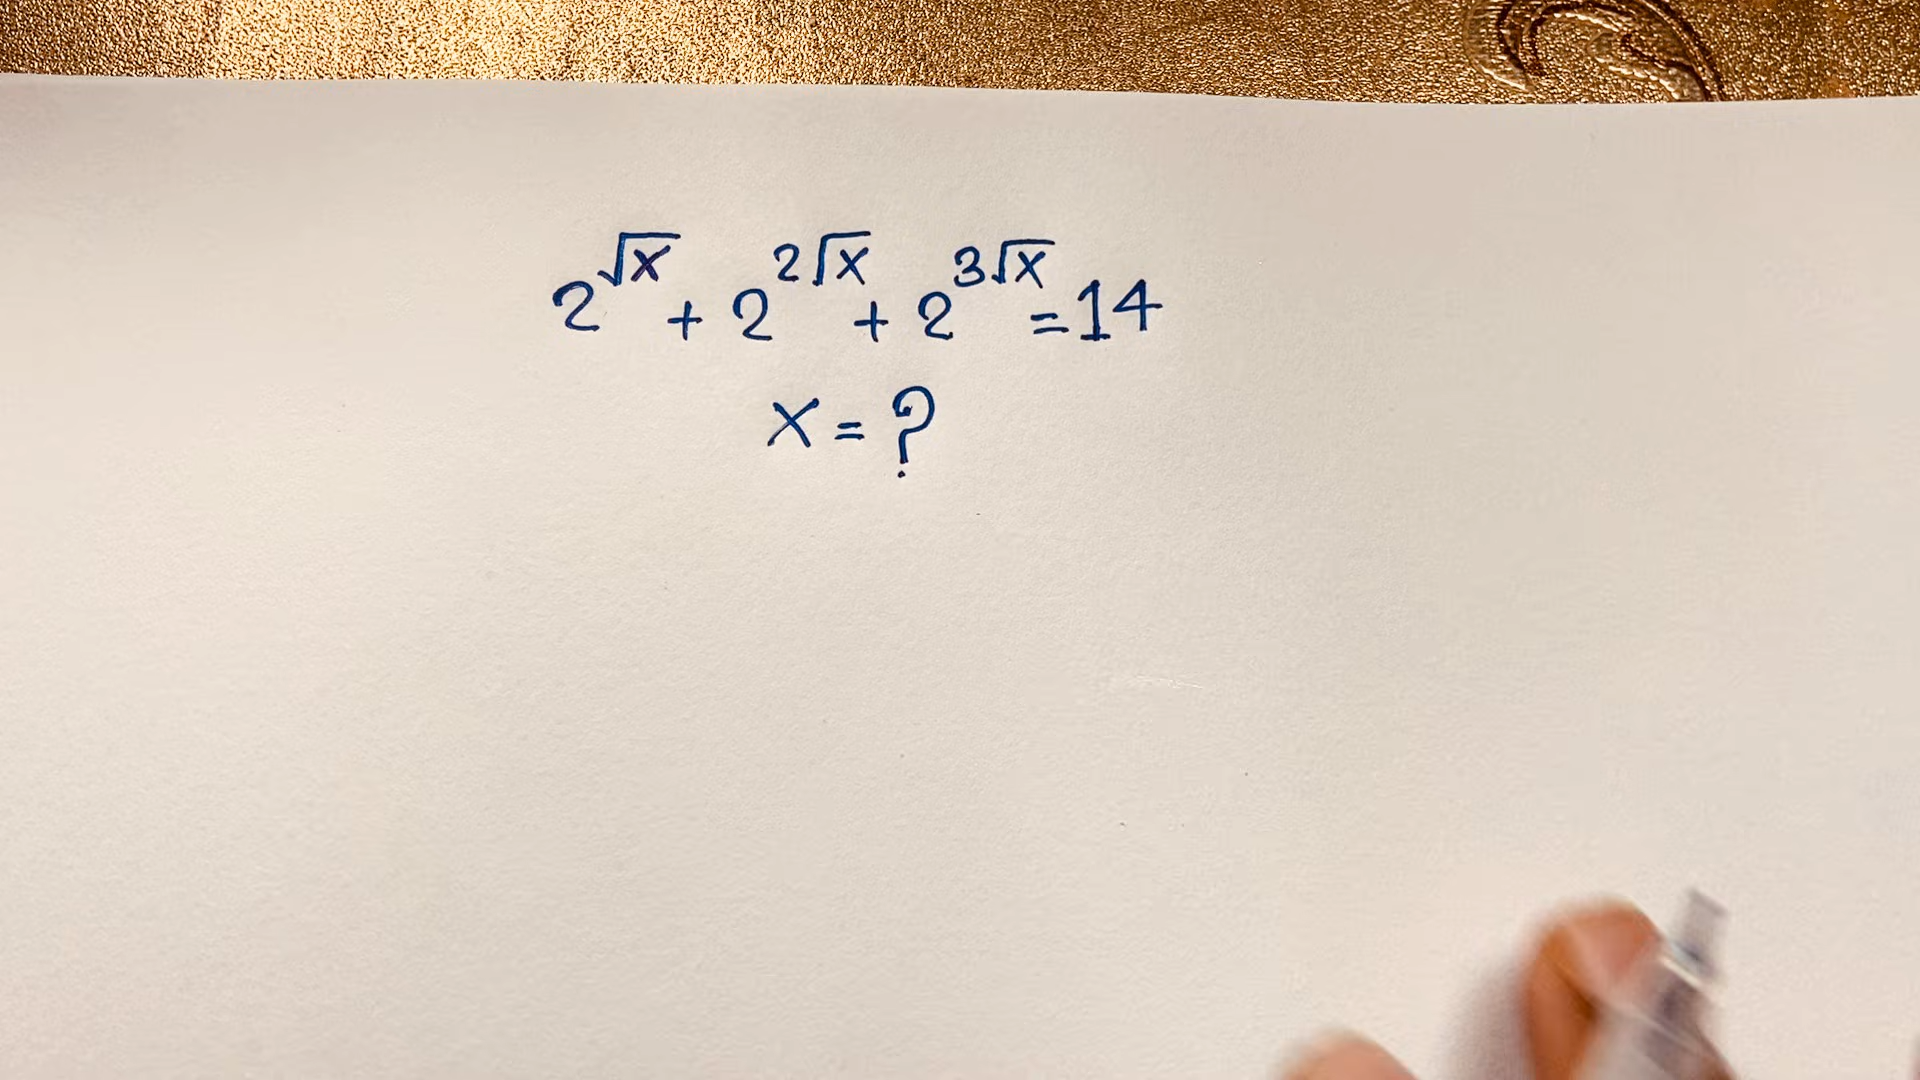 2^√x + 2^2√x + 2^3√x = 14
x = ?